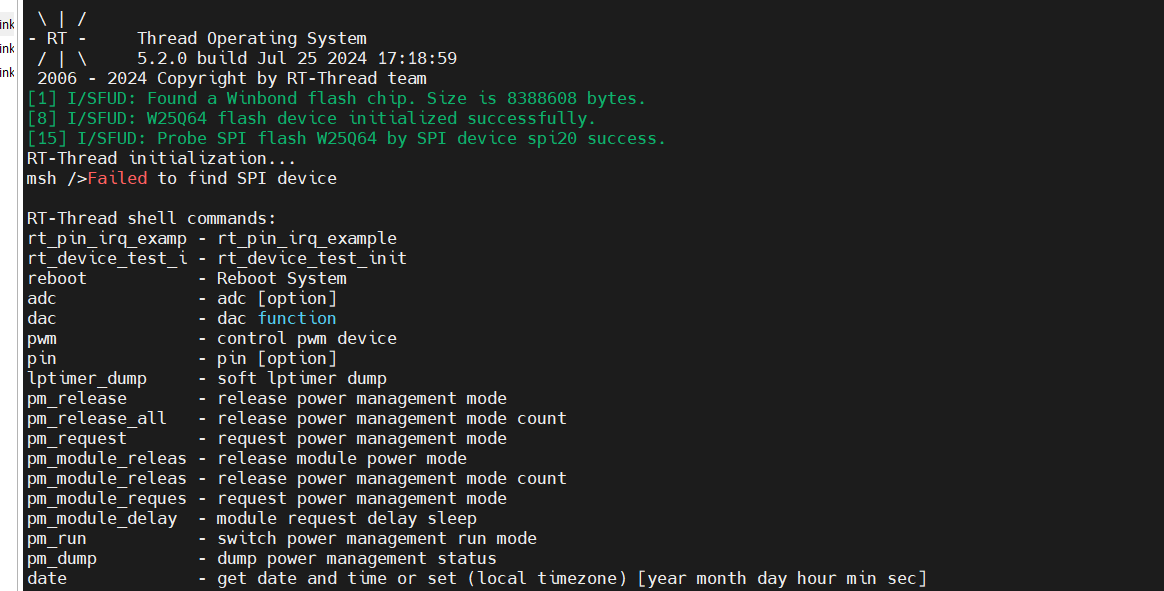 \ | /
- RT -     Thread Operating System
/ | \     5.2.0 build Jul 25 2024 17:18:59
2006 - 2024 Copyright by RT-Thread team
[1] I/SFUD: Found a Winbond flash chip. Size is 8388608 bytes.
[8] I/SFUD: W25Q64 flash device initialized successfully.
[15] I/SFUD: Probe SPI flash W25Q64 by SPI device spi20 success.
RT-Thread initialization...
msh />Failed to find SPI device
RT-Thread shell commands:
rt_pin_irq_examp - rt_pin_irq_example
rt_device_test_i - rt_device_test_init
reboot           - Reboot System
adc              - adc [option]
dac              - dac function
pwm              - control pwm device
pin              - pin [option]
lptimer_dump     - soft lptimer dump
pm_release       - release power management mode
pm_release_all   - release power management mode count
pm_request       - request power management mode
pm_module_releas - release module power mode
pm_module_releas - release power management mode count
pm_module_reques - request power management mode
pm_module_delay  - module request delay sleep
pm_run           - switch power management run mode
pm_dump          - dump power management status
date             - get date and time or set (local timezone) [year month day hour min sec]
ink
ink
ink